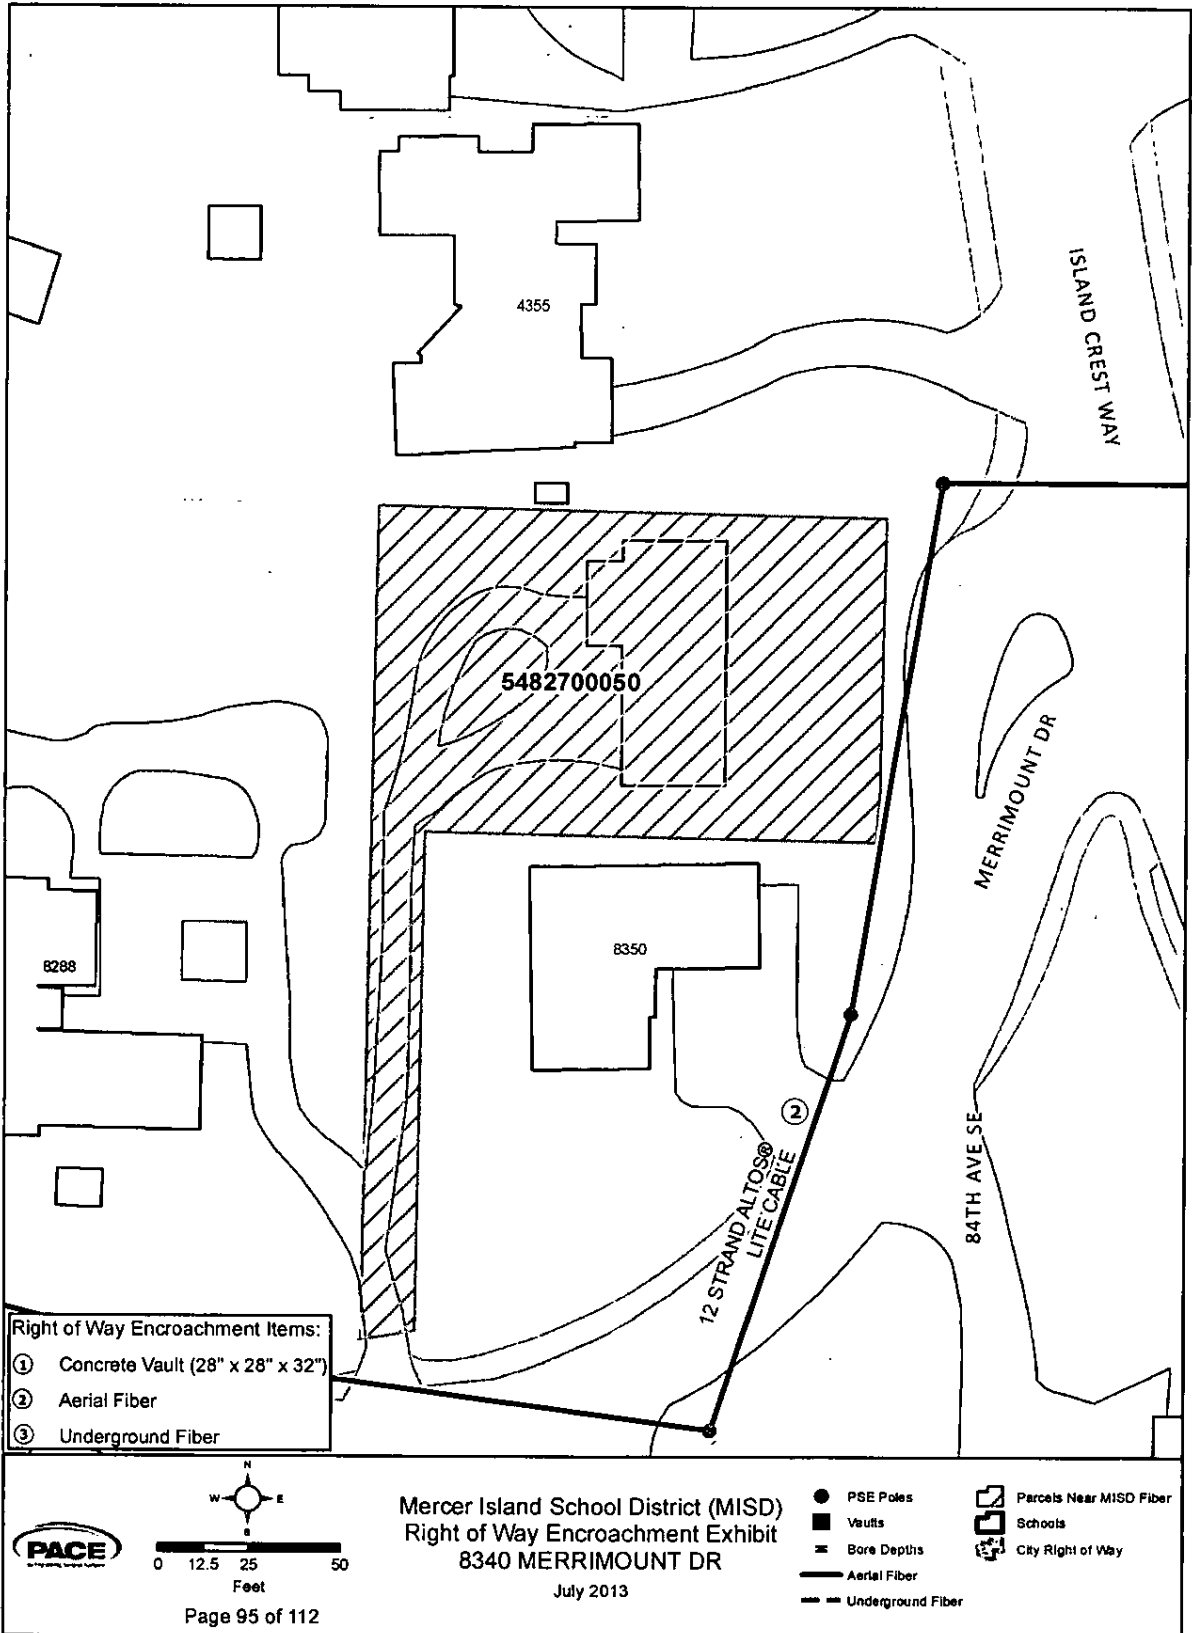 4355
ISLAND CREST WAY
5482700050
MERRIMOUNT DR
8350
8288
2
12 STRAND ALTOS®
LITE CABLE
84TH AVE SE
Right of Way Encroachment Items:
1 Concrete Vault (28" x 28" x 32")
2 Aerial Fiber
3 Underground Fiber
PACE
N
W E
S
0 12.5 25 50
Feet
Page 95 of 112
Mercer Island School District (MISD)
Right of Way Encroachment Exhibit
8340 MERRIMOUNT DR
July 2013
PSE Poles
Vaults
Bore Depths
Aerial Fiber
Underground Fiber
Parcels Near MISD Fiber
Schools
City Right of Way